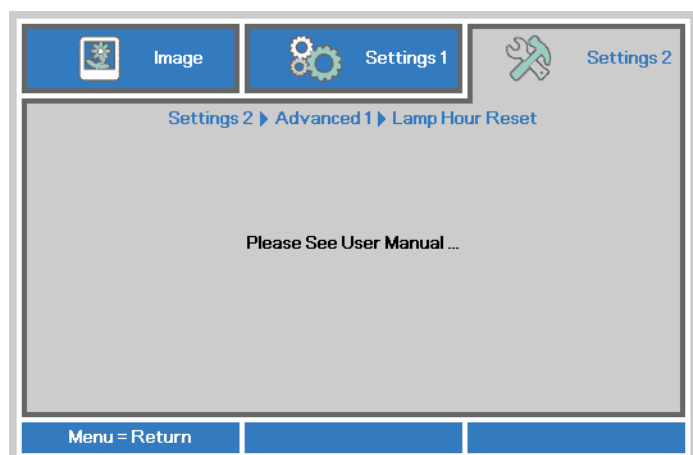 Image
Settings 1
Settings 2
Settings 2 ▶ Advanced 1 ▶ Lamp Hour Reset
Please See User Manual ...
Menu = Return